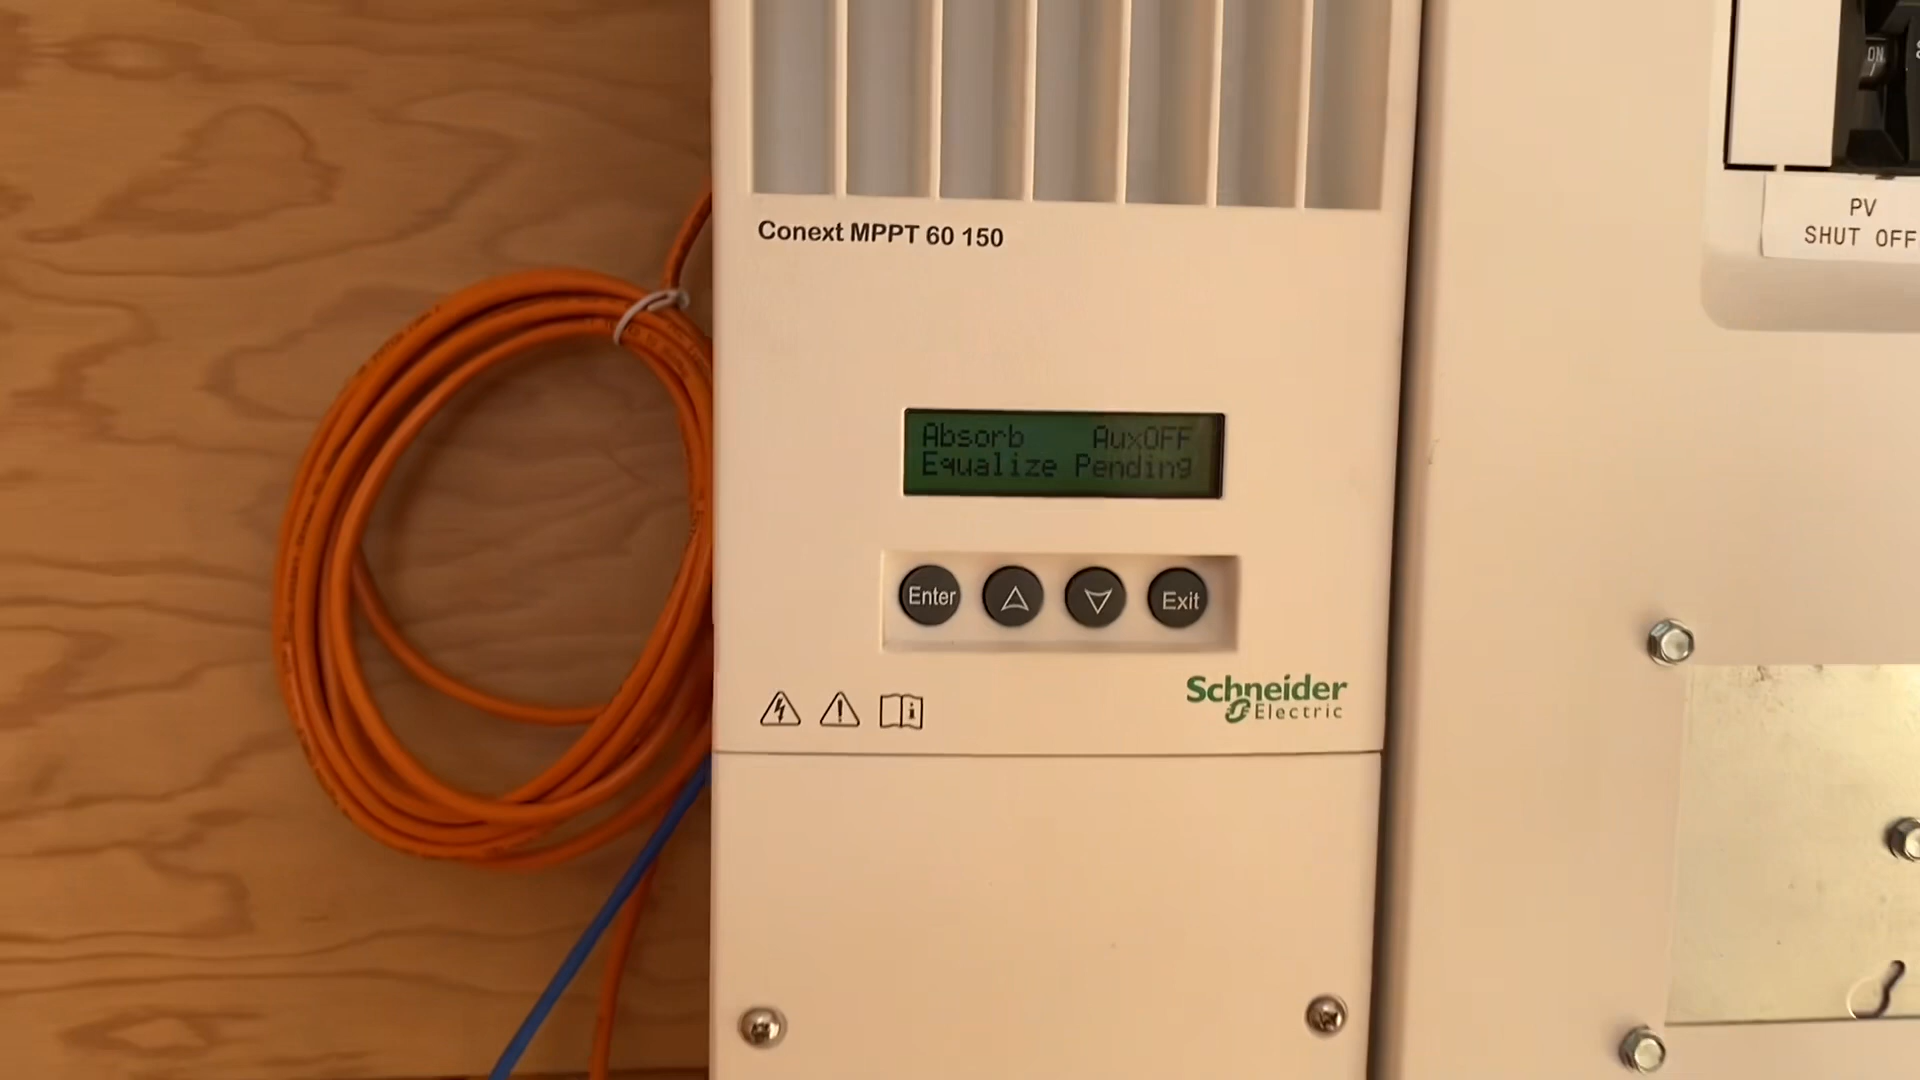 ON
PV
SHUT OFF
Conext MPPT 60 150
Absorb AuxOFF
Equalize Pending
Enter
Exit
Schneider
Electric